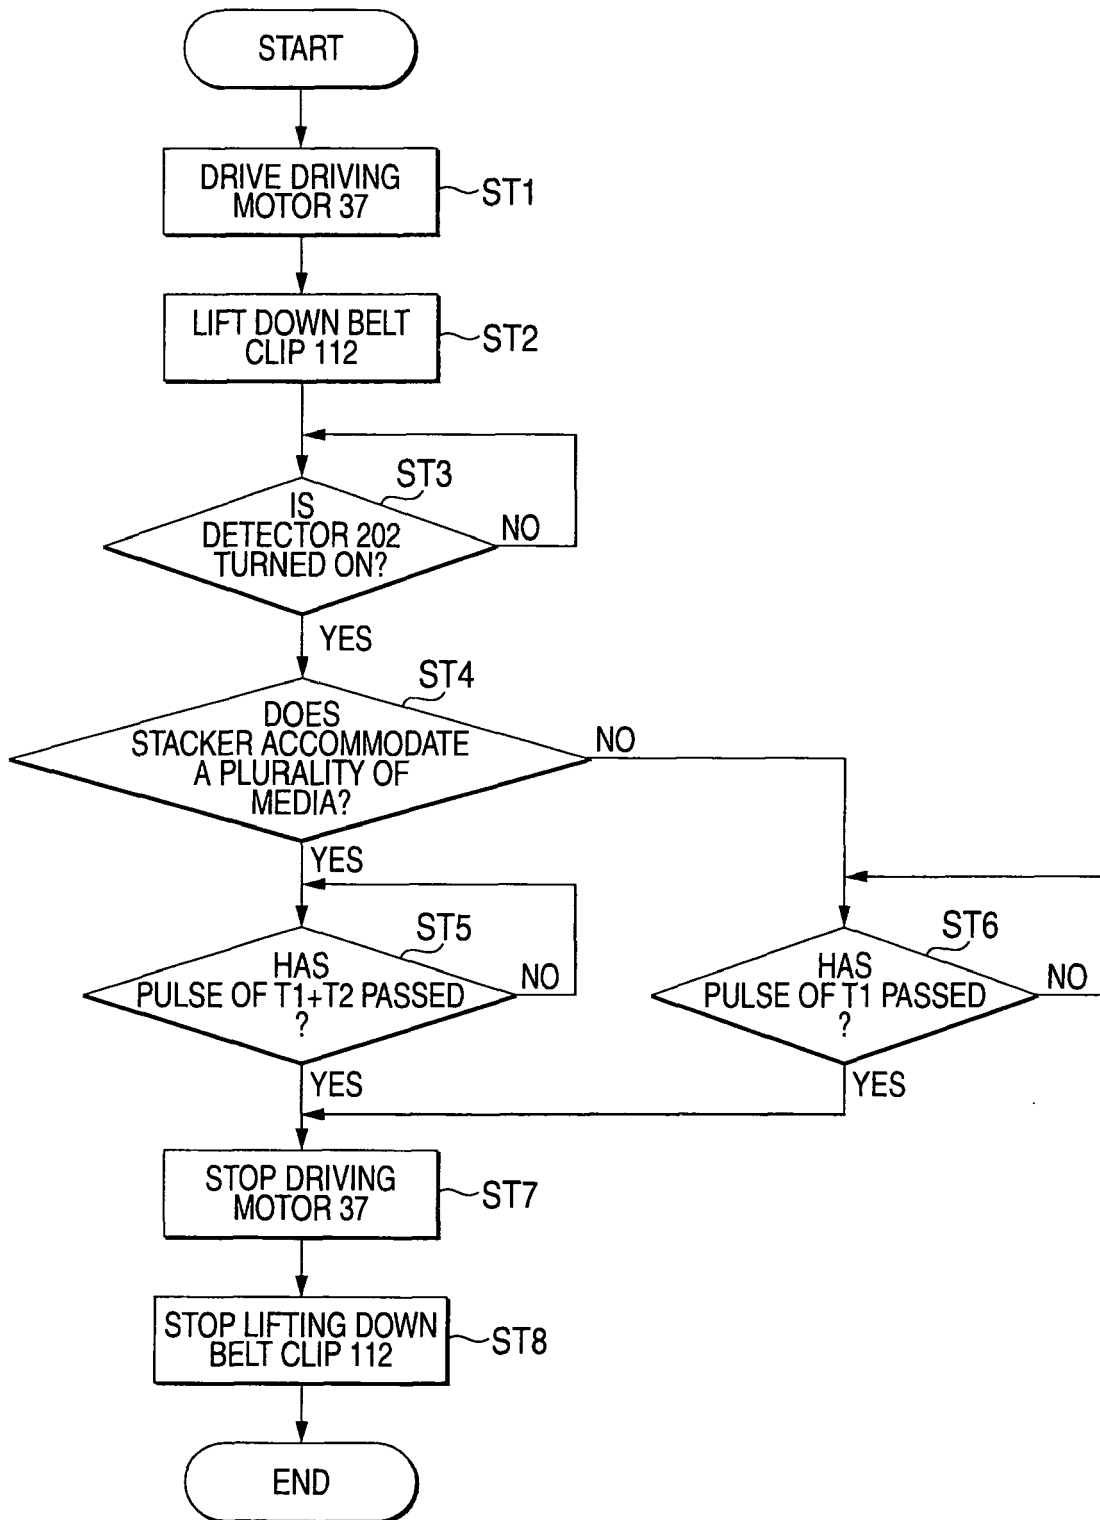 START
DRIVE DRIVING
MOTOR 37
ST1
LIFT DOWN BELT
CLIP 112
ST2
ST3
IS
DETECTOR 202
TURNED ON?
NO
YES
ST4
DOES
STACKER ACCOMMODATE
A PLURALITY OF
MEDIA?
NO
YES
ST5
HAS
PULSE OF T1+T2 PASSED
?
NO
YES
ST6
HAS
PULSE OF T1 PASSED
?
NO
YES
STOP DRIVING
MOTOR 37
ST7
STOP LIFTING DOWN
BELT CLIP 112
ST8
END